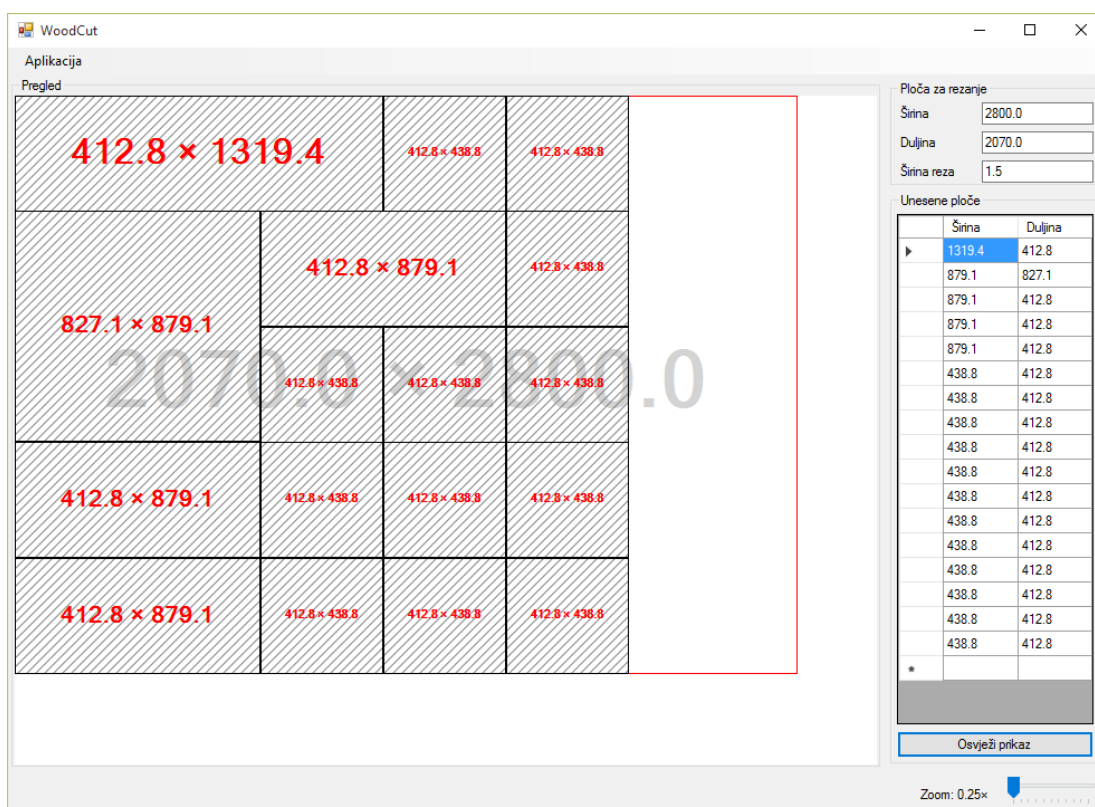 WoodCut
Aplikacija
Pregled
412.8 × 1319.4
412.8 × 438.8
412.8 × 438.8
412.8 × 879.1
412.8 × 438.8
827.1 × 879.1
2070.0 × 2800.0
412.8 × 438.8
412.8 × 438.8
412.8 × 438.8
412.8 × 879.1
412.8 × 438.8
412.8 × 438.8
412.8 × 438.8
412.8 × 879.1
412.8 × 438.8
412.8 × 438.8
412.8 × 438.8
Ploča za rezanje
Širina 2800.0
Duljina 2070.0
Širina reza 1.5
Unesene ploče
Širina Duljina
1319.4 412.8
879.1 827.1
879.1 412.8
879.1 412.8
879.1 412.8
438.8 412.8
438.8 412.8
438.8 412.8
438.8 412.8
438.8 412.8
438.8 412.8
438.8 412.8
438.8 412.8
438.8 412.8
438.8 412.8
438.8 412.8
438.8 412.8
Osvježi prikaz
Zoom: 0.25×